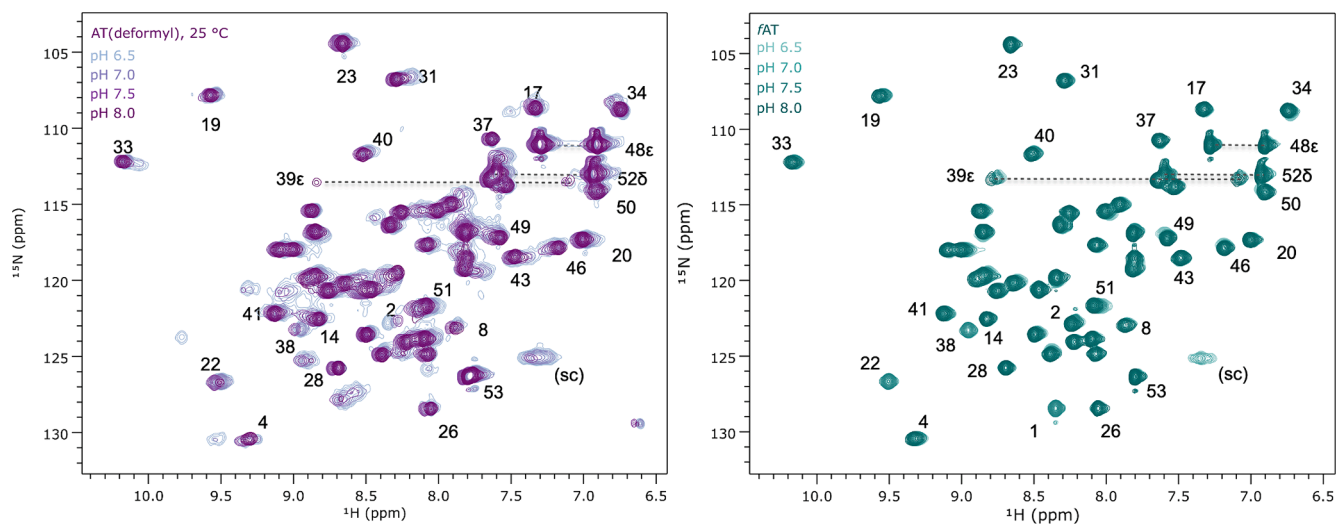 AT(deformyl), 25 °C
pH 6.5
pH 7.0
pH 7.5
pH 8.0
105
110
115
120
125
130
¹⁵N (ppm)
10.0 9.5 9.0 8.5 8.0 7.5 7.0 6.5
¹H (ppm)
23
31
19
17
34
33
40
37
48ε
39ε
52δ
50
49
20
46
43
51
2
41
14
8
38
22
28
(sc)
53
4
26
fAT
pH 6.5
pH 7.0
pH 7.5
pH 8.0
105
110
115
120
125
130
¹⁵N (ppm)
10.0 9.5 9.0 8.5 8.0 7.5 7.0 6.5
¹H (ppm)
23
31
19
17
34
33
40
37
48ε
39ε
52δ
50
49
20
46
43
51
2
41
14
8
38
22
28
(sc)
53
4
1
26